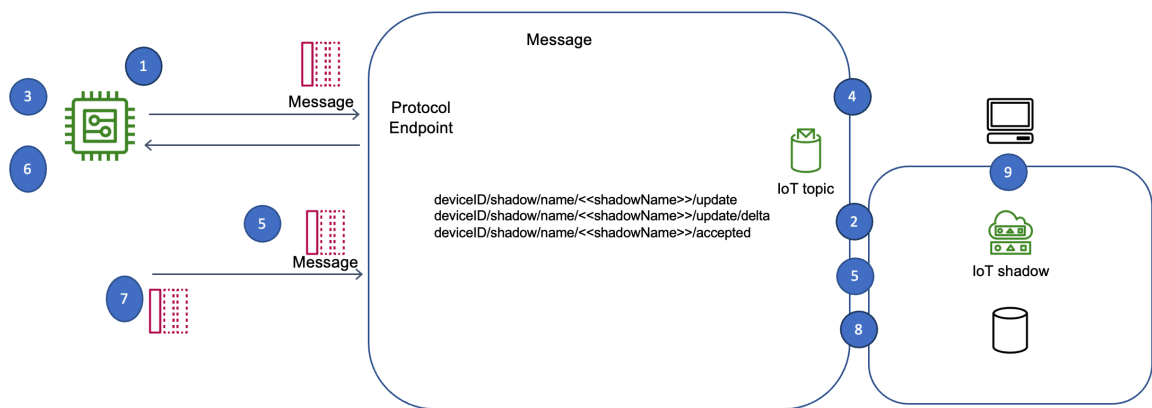 Message
1
3
Message
Protocol
Endpoint
4
6
IoT topic
9
deviceID/shadow/name/<<shadowName>>/update
deviceID/shadow/name/<<shadowName>>/update/delta
deviceID/shadow/name/<<shadowName>>/accepted
5
2
Message
5
IoT shadow
7
8